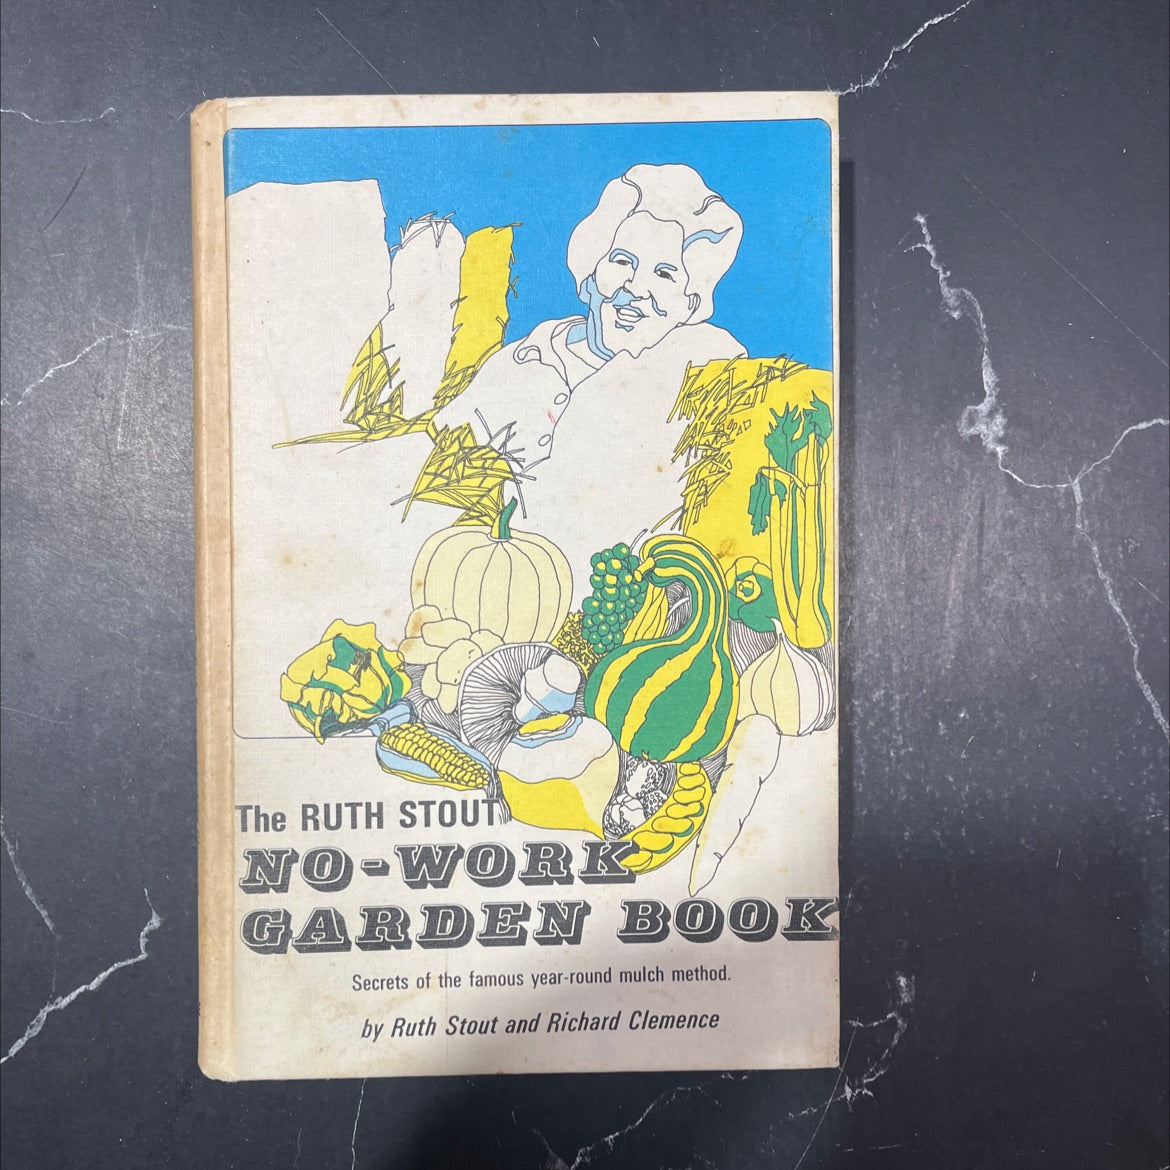 The RUTH STOUT
NO-WORK
GARDEN BOOK
Secrets of the famous year-round mulch method.
by Ruth Stout and Richard Clemence